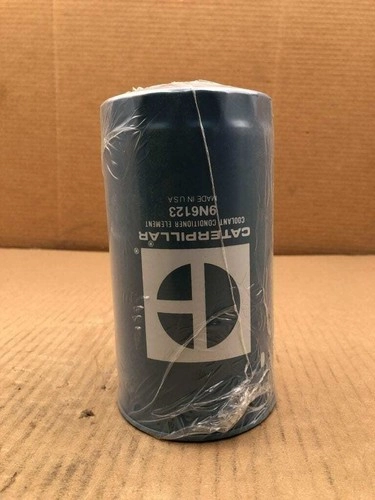 CATERPILLAR®
COOLANT CONDITIONER ELEMENT
9N6123
MADE IN USA